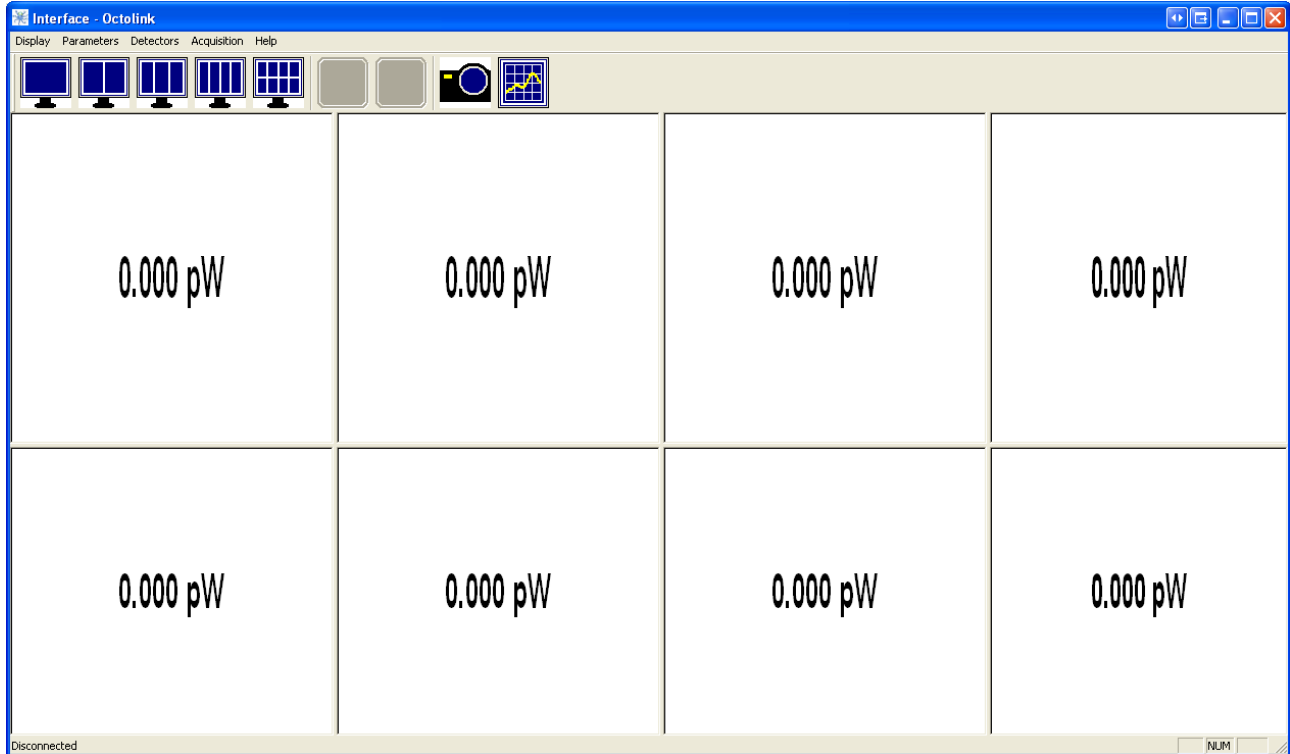 Interface - Octolink
Display Parameters Detectors Acquisition Help
0.000 pW 0.000 pW 0.000 pW 0.000 pW
0.000 pW 0.000 pW 0.000 pW 0.000 pW
Disconnected NUM